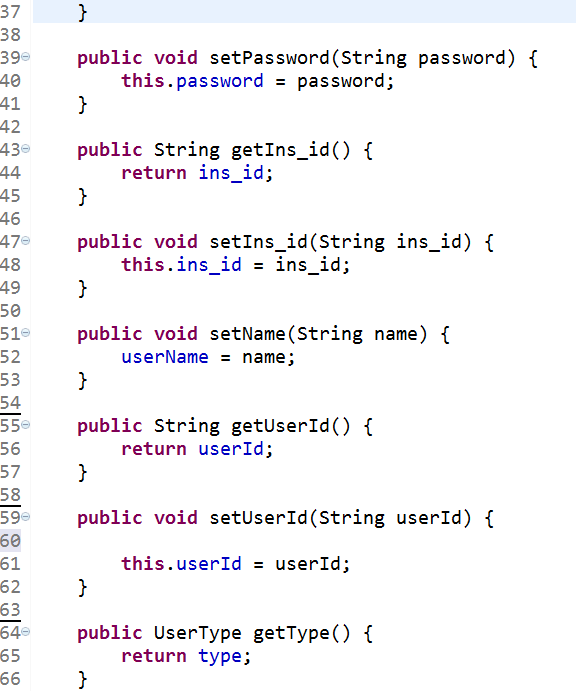 37     }
38
39     public void setPassword(String password) {
40         this.password = password;
41     }
42
43     public String getIns_id() {
44         return ins_id;
45     }
46
47     public void setIns_id(String ins_id) {
48         this.ins_id = ins_id;
49     }
50
51     public void setName(String name) {
52         userName = name;
53     }
54
55     public String getUserId() {
56         return userId;
57     }
58
59     public void setUserId(String userId) {
60
61         this.userId = userId;
62     }
63
64     public UserType getType() {
65         return type;
66     }